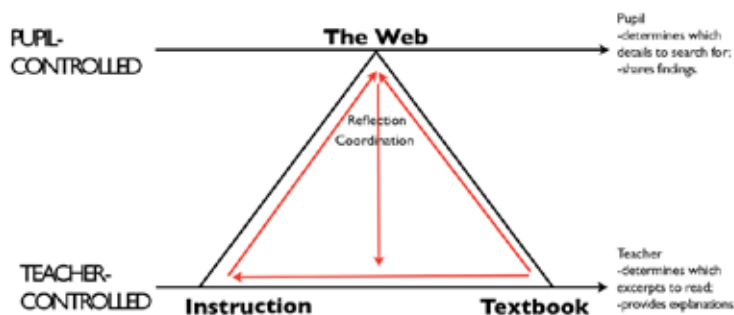 PUPIL-
CONTROLLED
The Web
Pupil
-determines which
details to search for;
-shares findings
Reflection
Coordination
TEACHER-
CONTROLLED
Instruction
Textbook
Teacher
-determines which
excerpts to read;
-provides explanations